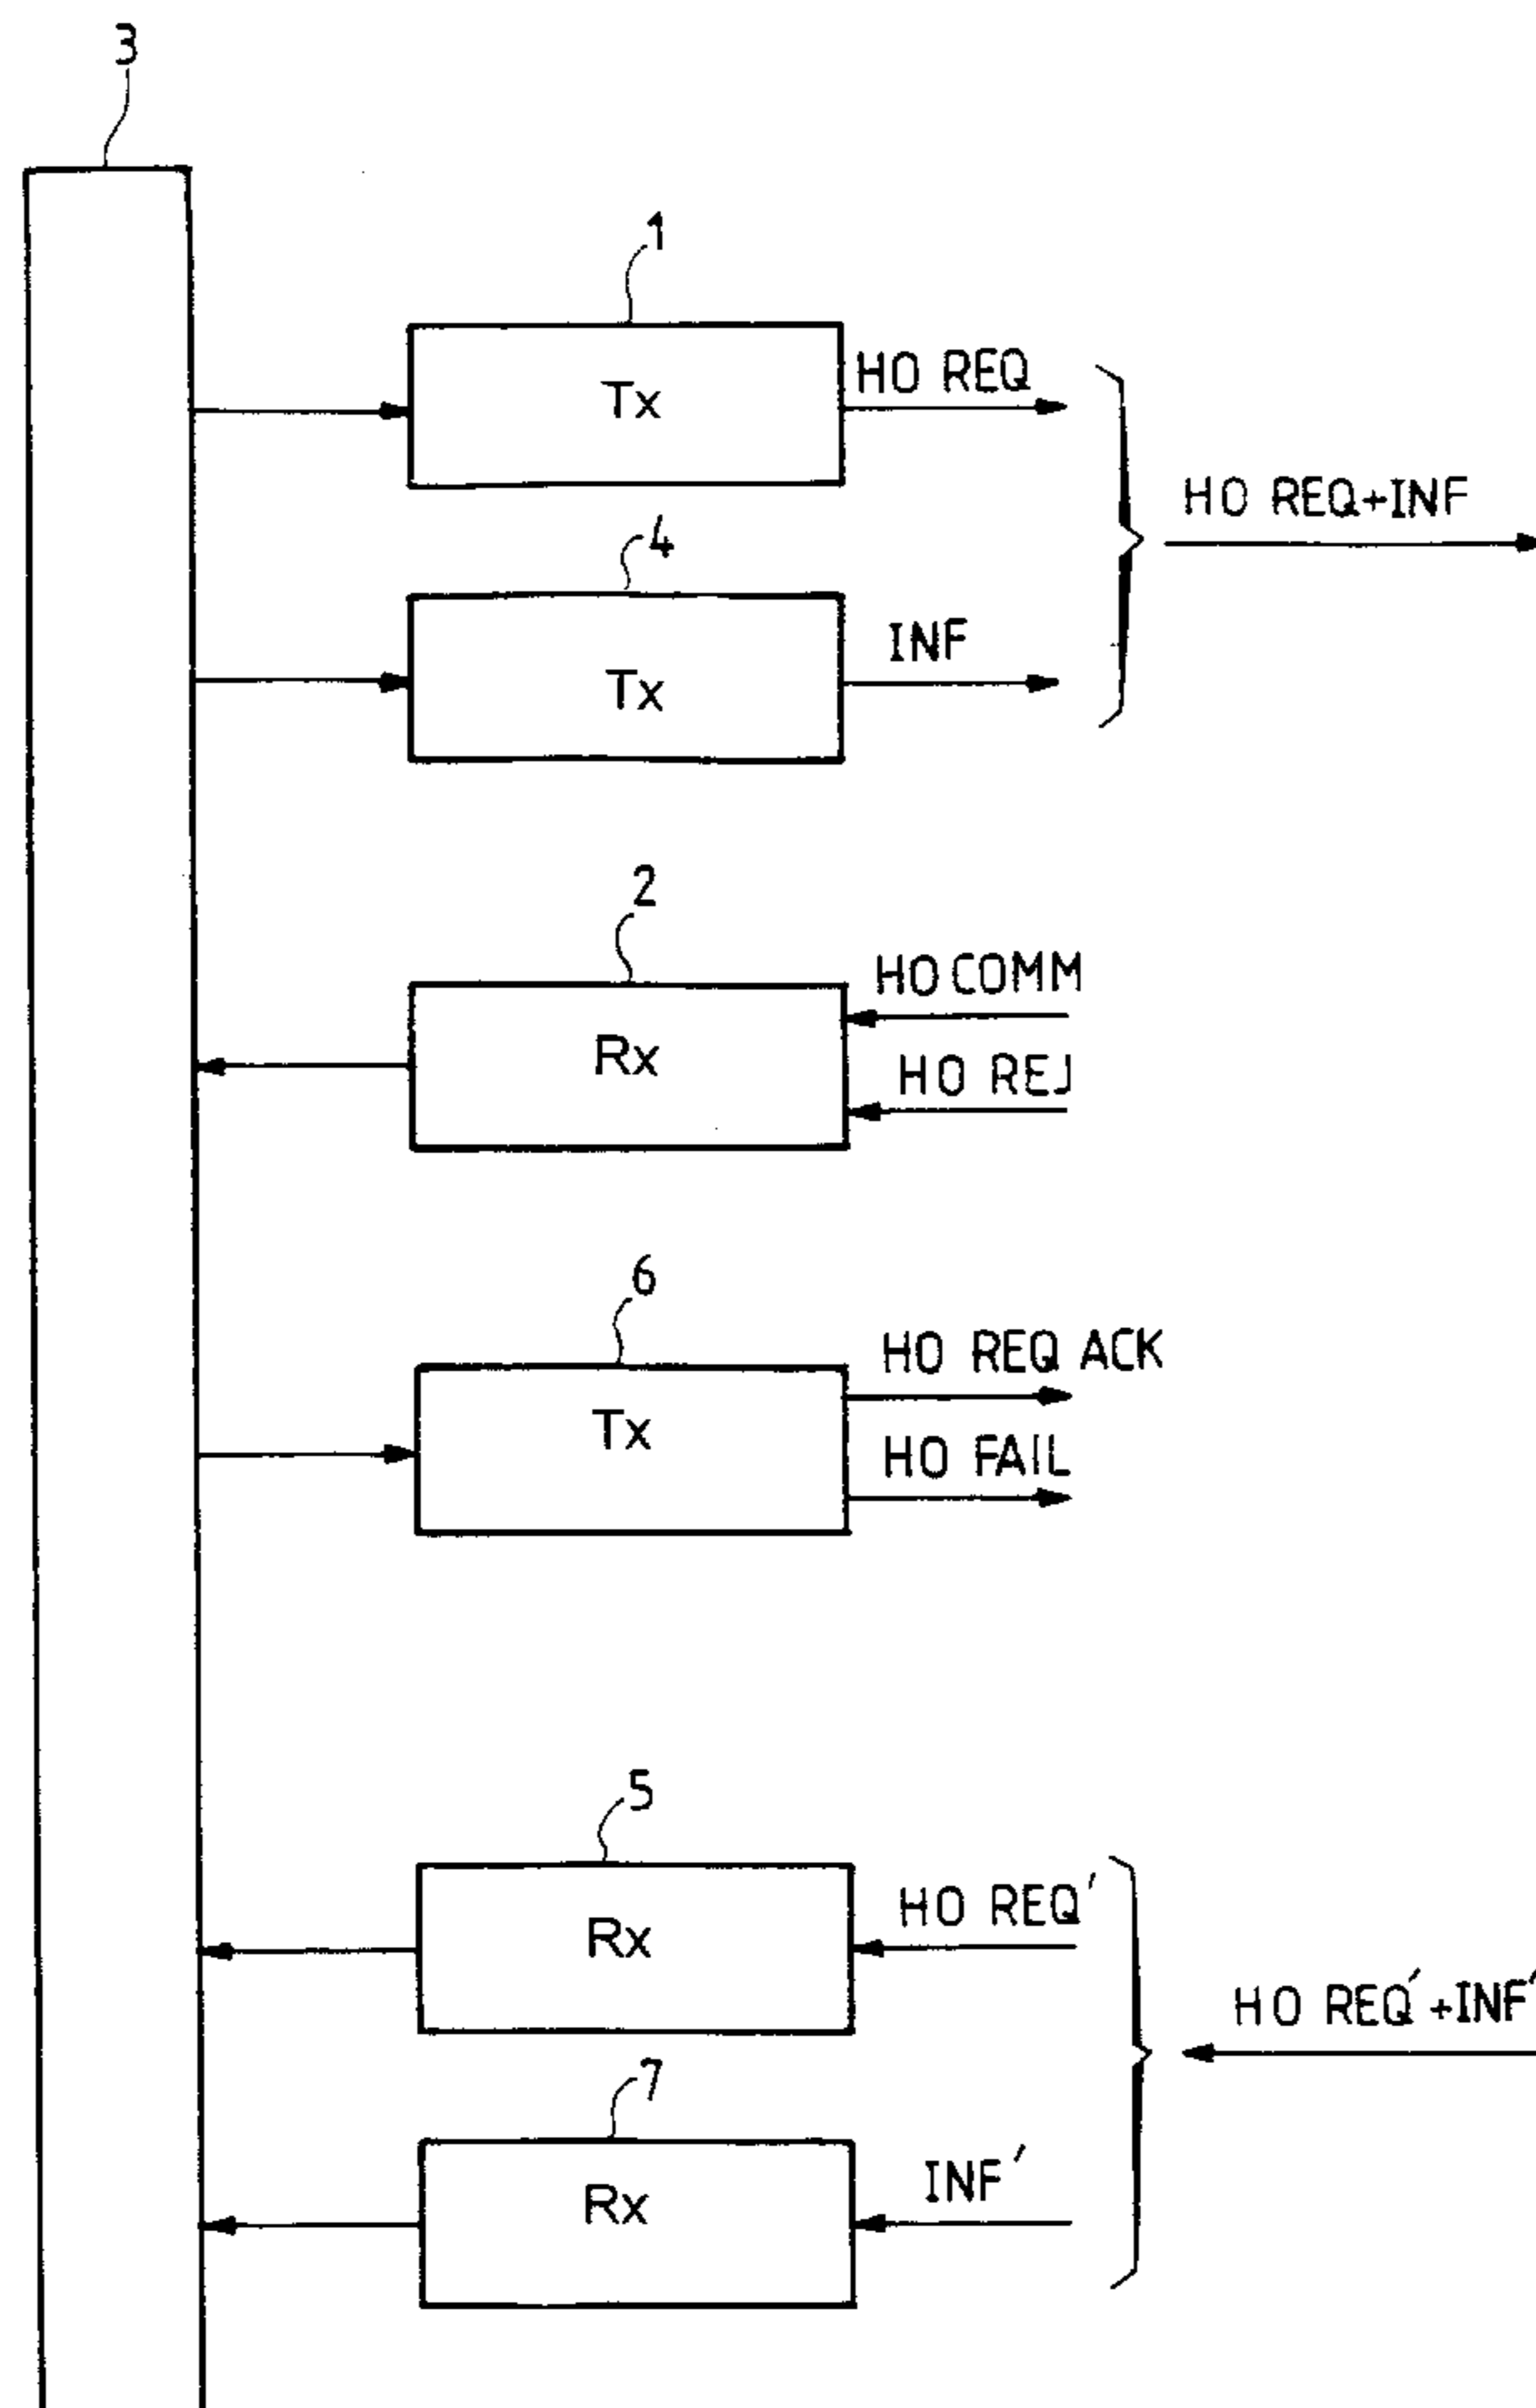 3
1
Tx
HO REQ
HO REQ+INF
4
Tx
INF
2
Rx
HO COMM
HO REJ
6
Tx
HO REQ ACK
HO FAIL
5
Rx
HO REQ'
HO REQ'+INF'
7
Rx
INF'